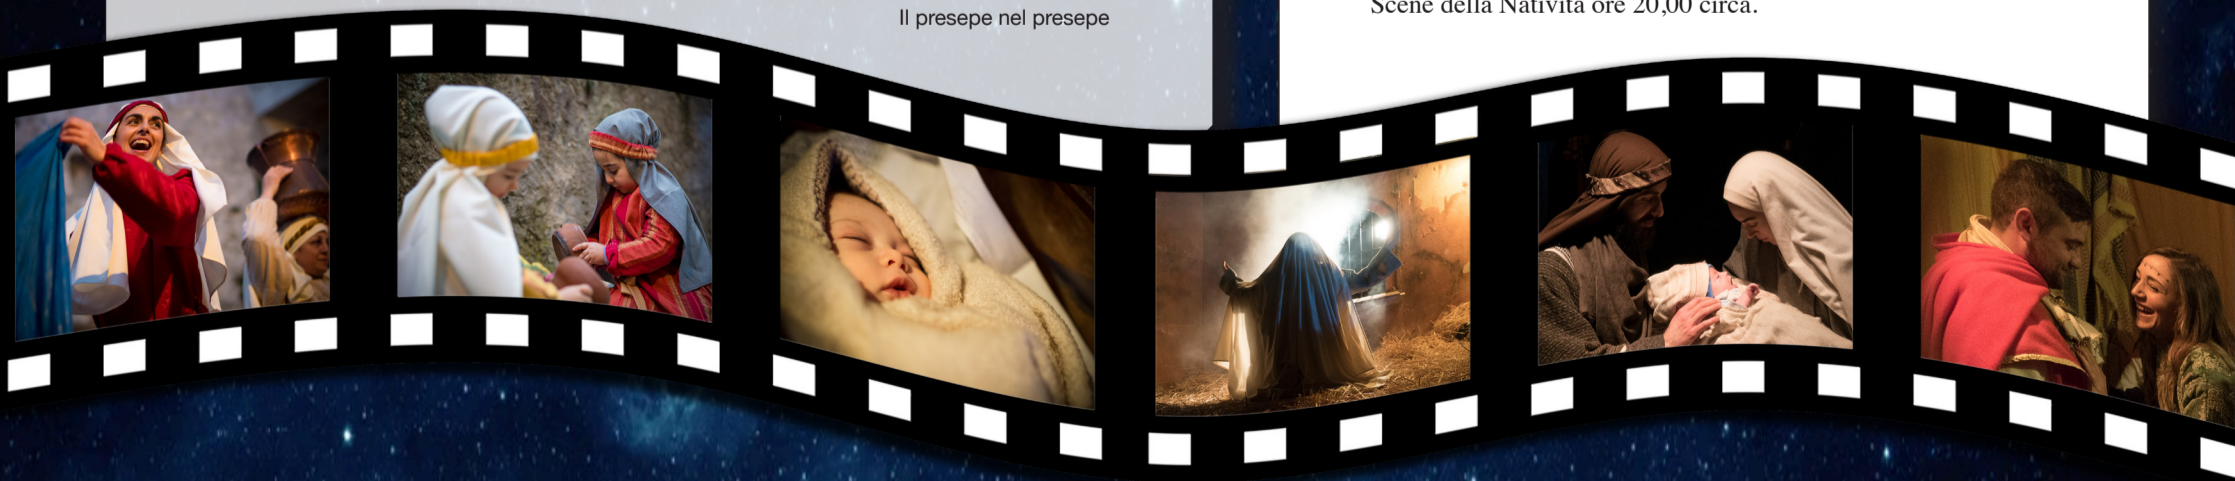 Il presepe nel presepe
Scene della Natività ore 20,00 circa.